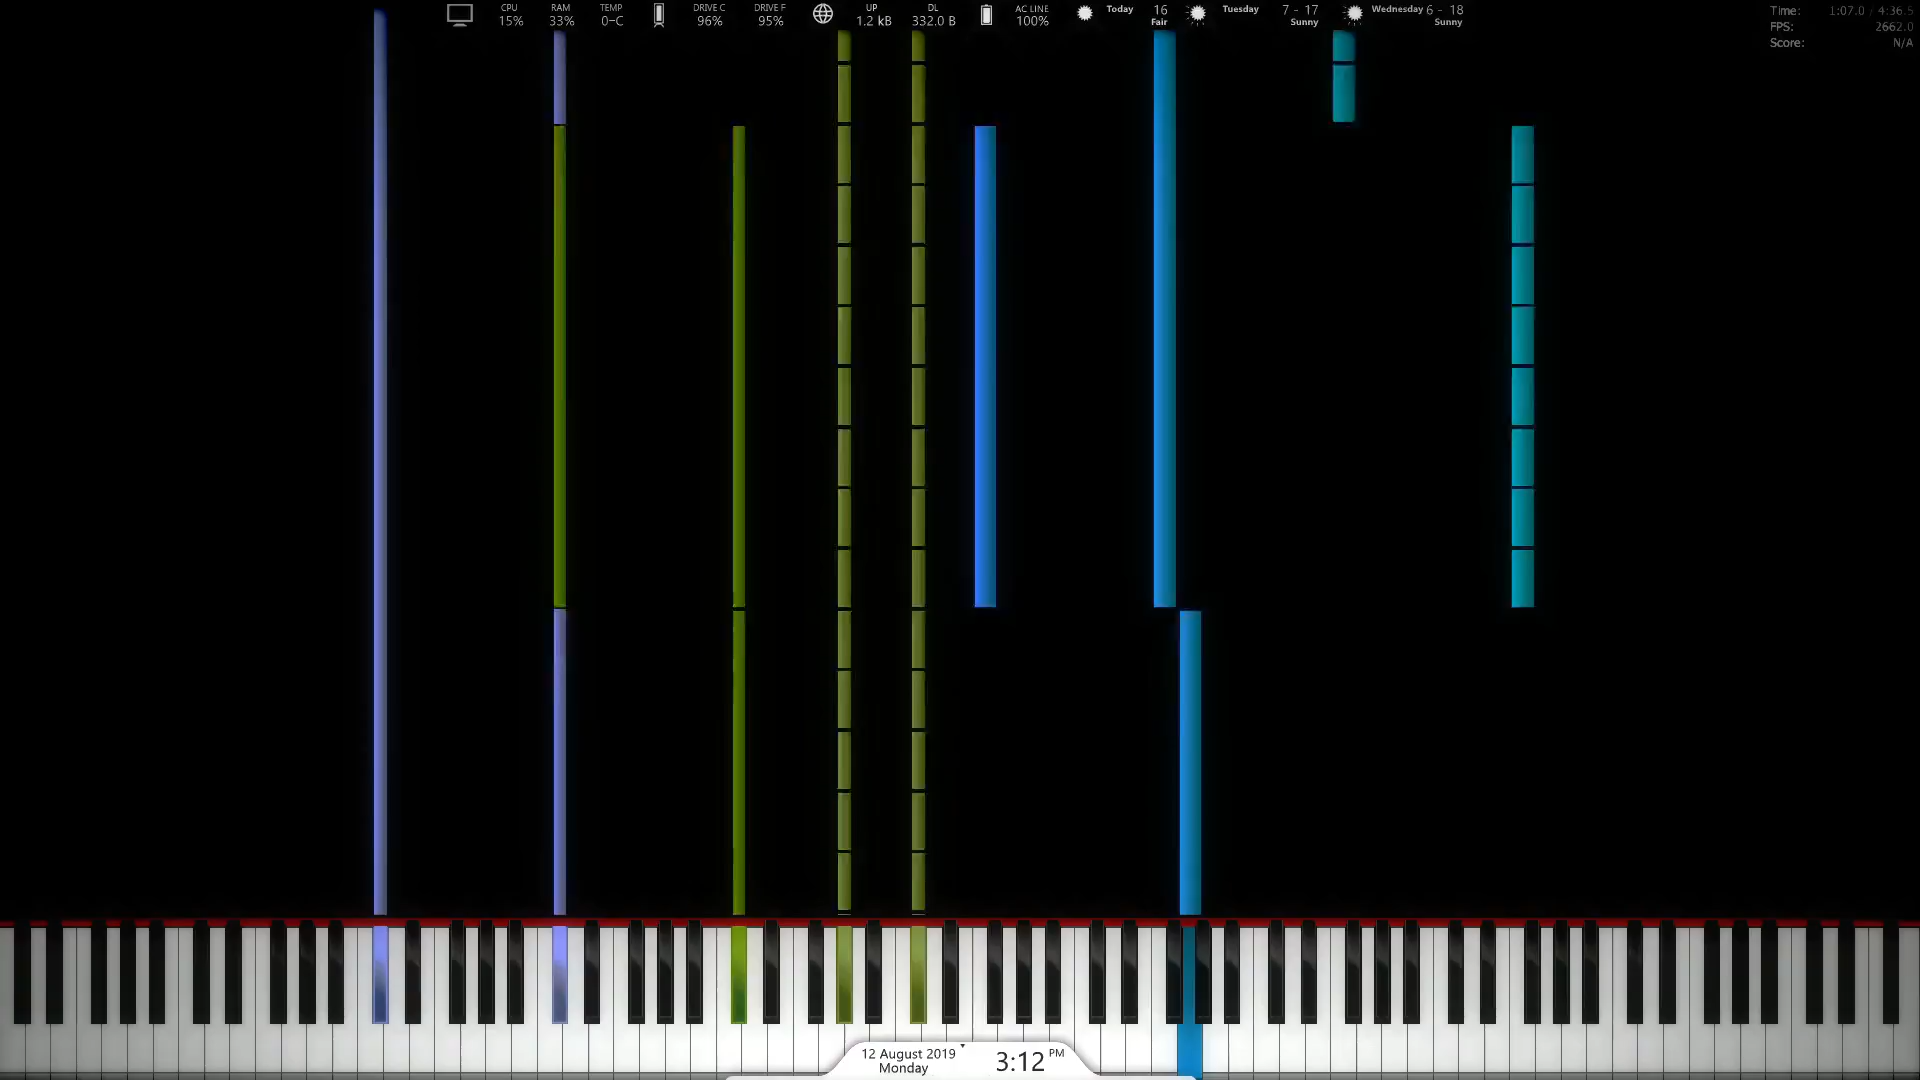 CPU
15%
RAM
33%
TEMP
0-C
DRIVE C
96%
DRIVE F
95%
UP
1.2 kB
DL
332.0 B
AC LINE
100%
Today
16
Fair
Tuesday
7 - 17
Sunny
Wednesday
6 - 18
Sunny
Time: 1:07.0 / 4:36.5
FPS: 2662.0
Score: N/A
12 August 2019
Monday
3:12 PM